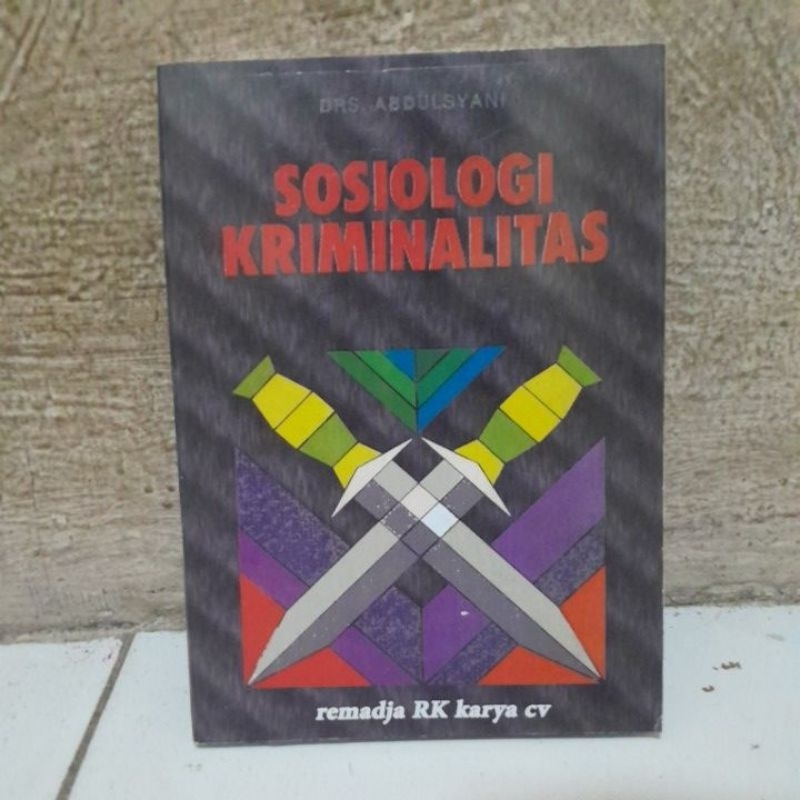 DRS. ABDULSYANI
SOSIOLOGI
KRIMINALITAS
remadja RK karya cv